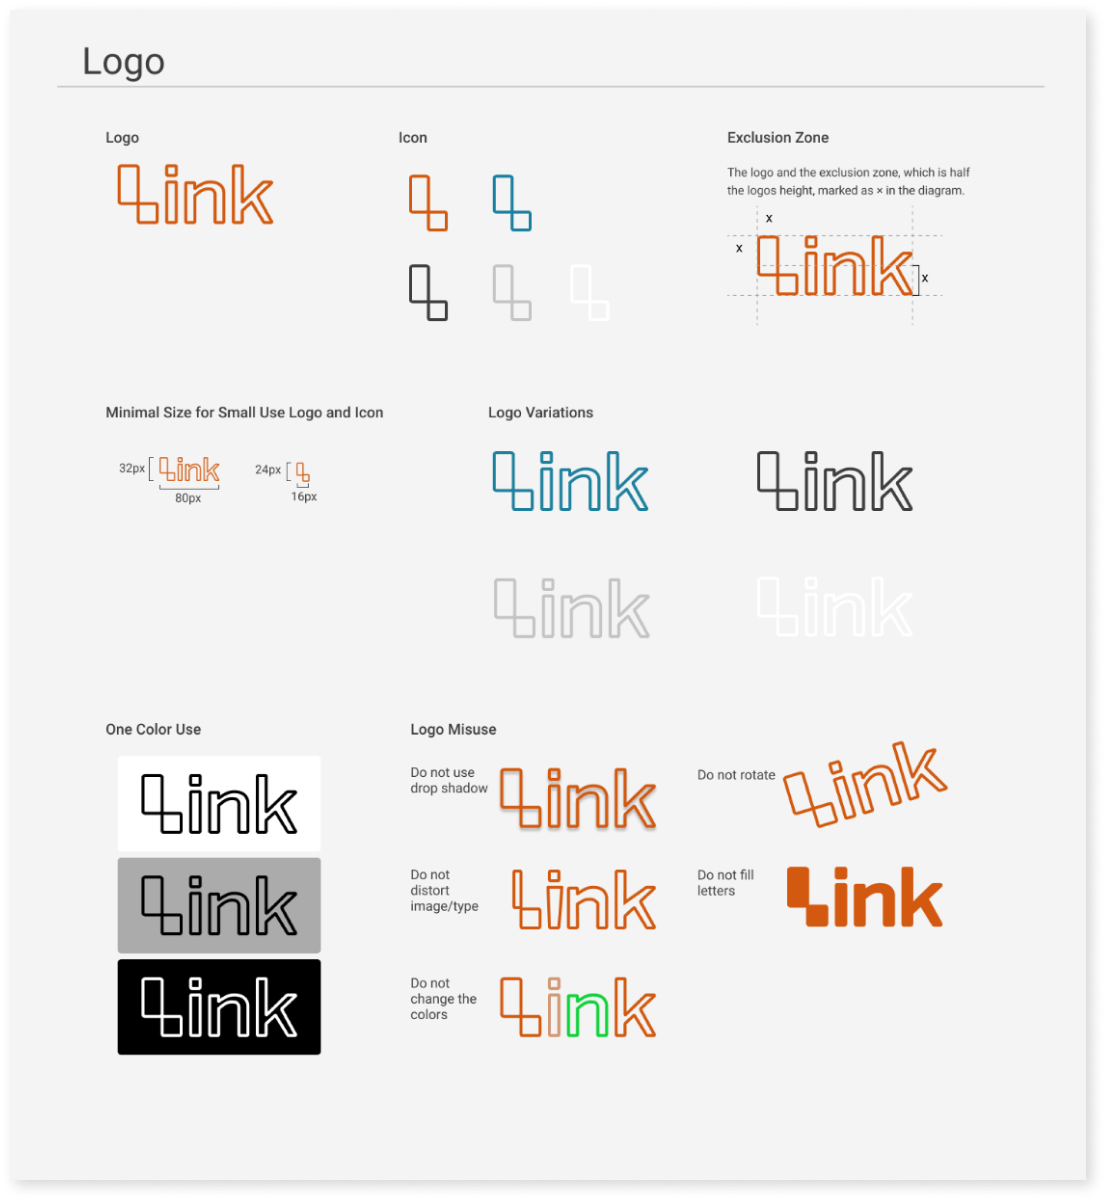 Logo
Logo
Link
Icon
Exclusion Zone
The logo and the exclusion zone, which is half
the logos height, marked as × in the diagram.
x
x
Link
x
Minimal Size for Small Use Logo and Icon
32px
Link
80px
24px
16px
Logo Variations
Link
Link
Link
Link
One Color Use
Link
Link
Link
Logo Misuse
Do not use
drop shadow
Link
Do not rotate
Link
Do not
distort
image/type
Link
Do not fill
letters
Link
Do not
change the
colors
Link